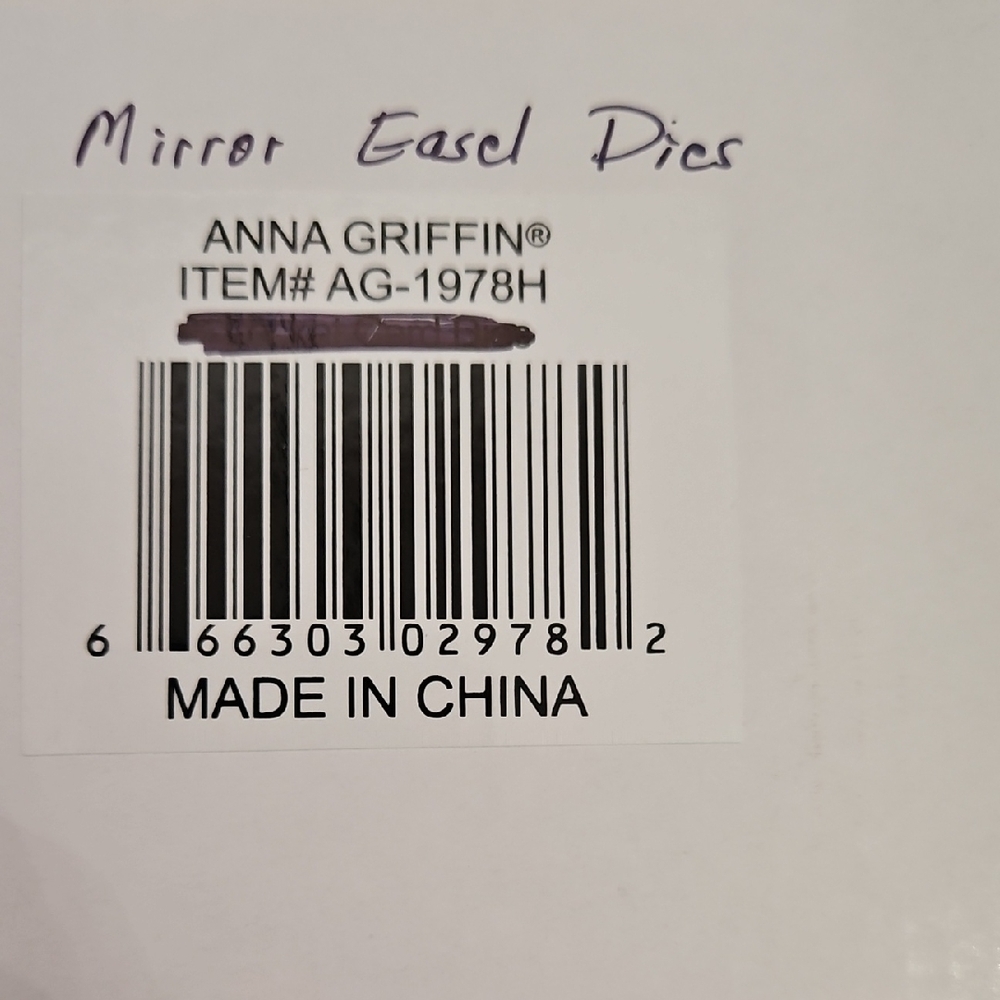 Mirror Easel Dies
ANNA GRIFFIN®
ITEM# AG-1978H
6 66303 02978 2
MADE IN CHINA